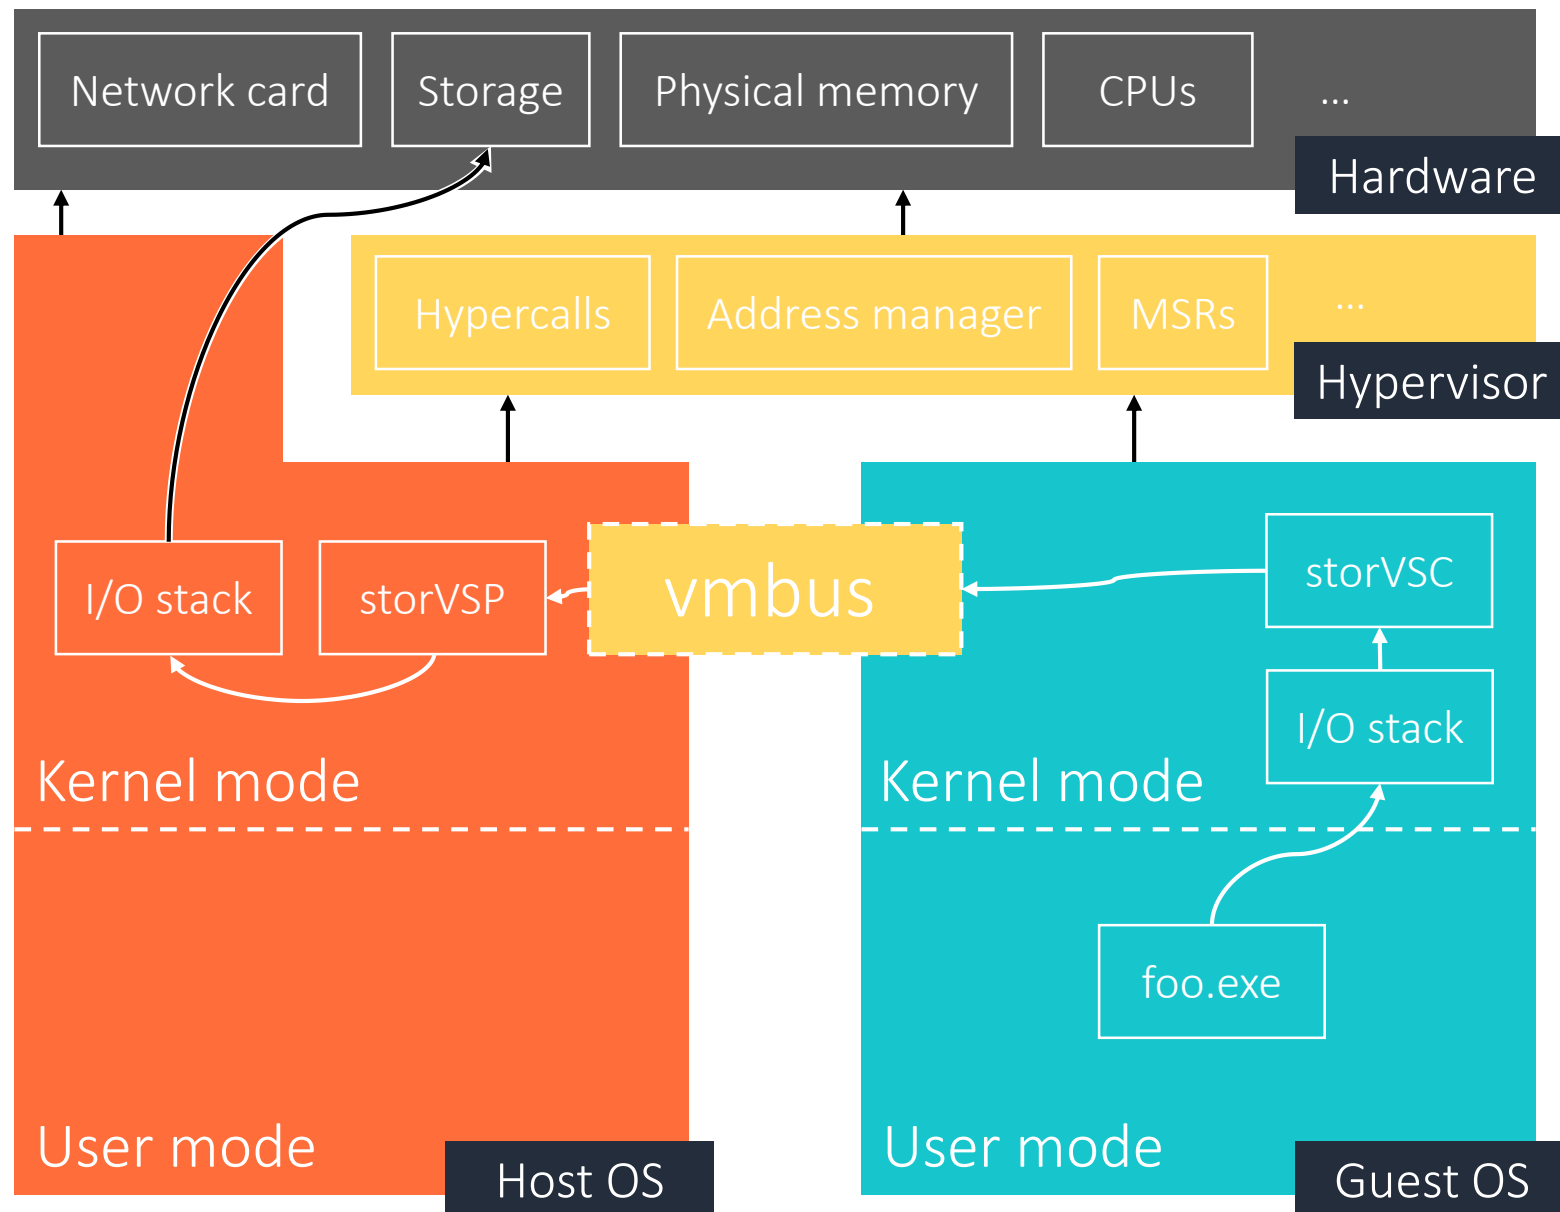 Network card
Storage
Physical memory
CPUs
...
Hardware
Hypercalls
Address manager
MSRs
...
Hypervisor
I/O stack
storVSP
vmbus
storVSC
I/O stack
Kernel mode
Kernel mode
foo.exe
User mode
User mode
Host OS
Guest OS